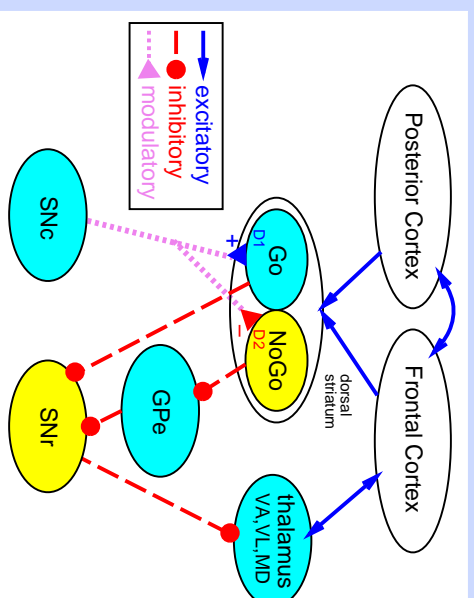 Posterior Cortex
Frontal Cortex
excitatory
inhibitory
modulatory
dorsal
striatum
D1
Go
+
NoGo
D2
–
thalamus
VA,VL,MD
GPe
SNc
SNr